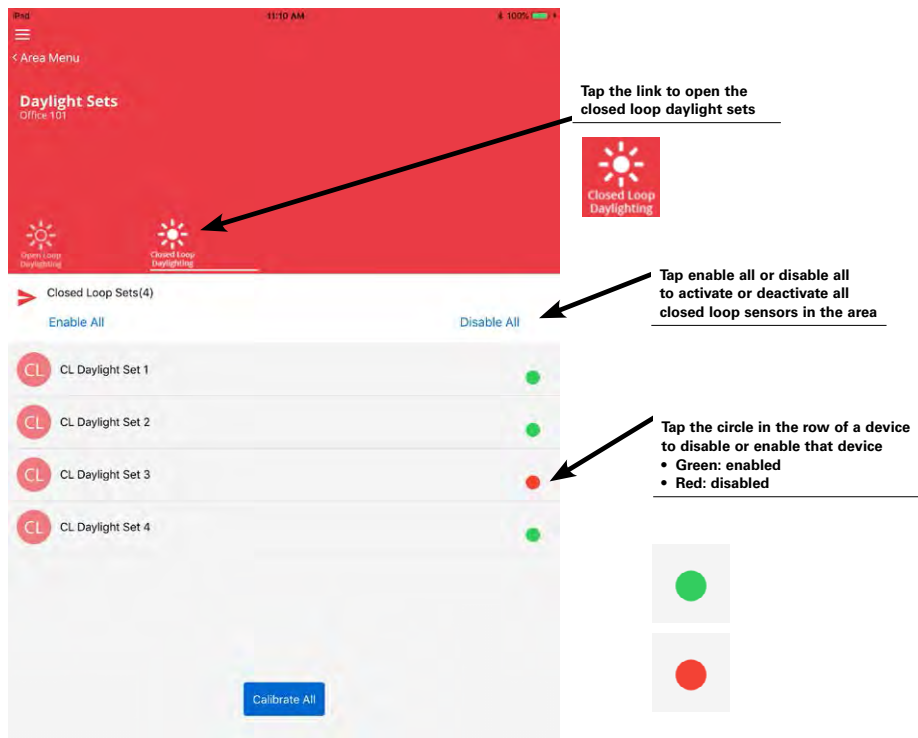 iPad 11:10 AM 100%
< Area Menu
Daylight Sets
Office 101
Open Loop
Daylighting
Closed Loop
Daylighting
Closed Loop Sets(4)
Enable All Disable All
CL CL Daylight Set 1
CL CL Daylight Set 2
CL CL Daylight Set 3
CL CL Daylight Set 4
Calibrate All
Tap the link to open the
closed loop daylight sets
Closed Loop
Daylighting
Tap enable all or disable all
to activate or deactivate all
closed loop sensors in the area
Tap the circle in the row of a device
to disable or enable that device
• Green: enabled
• Red: disabled